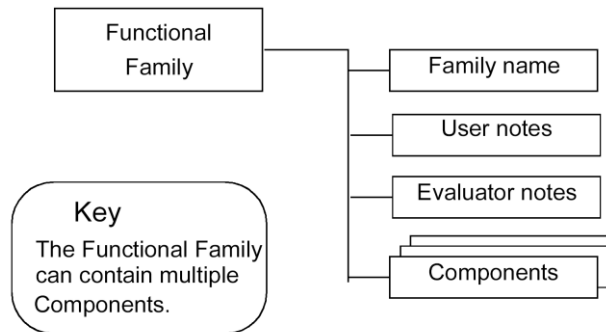 Functional
Family
Family name
User notes
Evaluator notes
Components
Key
The Functional Family
can contain multiple
Components.